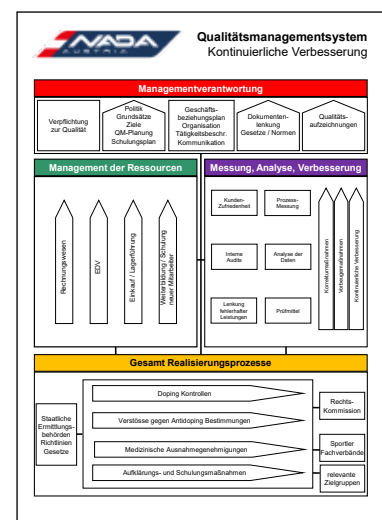 NADA
AUSTRIA
Qualitätsmanagementsystem
Kontinuierliche Verbesserung
Managementverantwortung
Verpflichtung
zur Qualität
Politik
Grundsätze
Ziele
QM-Planung
Schulungsplan
Geschäfts-
beziehungsplan
Organisation
Tätigkeitsbeschr.
Kommunikation
Dokumenten-
lenkung
Gesetze / Normen
Qualitäts-
aufzeichnungen
Management der Ressourcen
Rechnungswesen
EDV
Einkauf / Lagerführung
Weiterbildung / Schulung
neuer Mitarbeiter
Messung, Analyse, Verbesserung
Kunden-
Zufriedenheit
Prozess-
Messung
Interne
Audits
Analyse der
Daten
Lenkung
fehlerhafter
Leistungen
Prüfmittel
Korrekturmaßnahmen
Vorbeugemaßnahmen
Kontinuierliche Verbesserung
Gesamt Realisierungsprozesse
Staatliche
Ermittlungs-
behörden
Richtlinien
Gesetze
Doping Kontrollen
Verstösse gegen Antidoping Bestimmungen
Medizinische Ausnahmegenehmigungen
Aufklärungs- und Schulungsmaßnahmen
Rechts-
Kommission
Sportler
Fachverbände
relevante
Zielgruppen